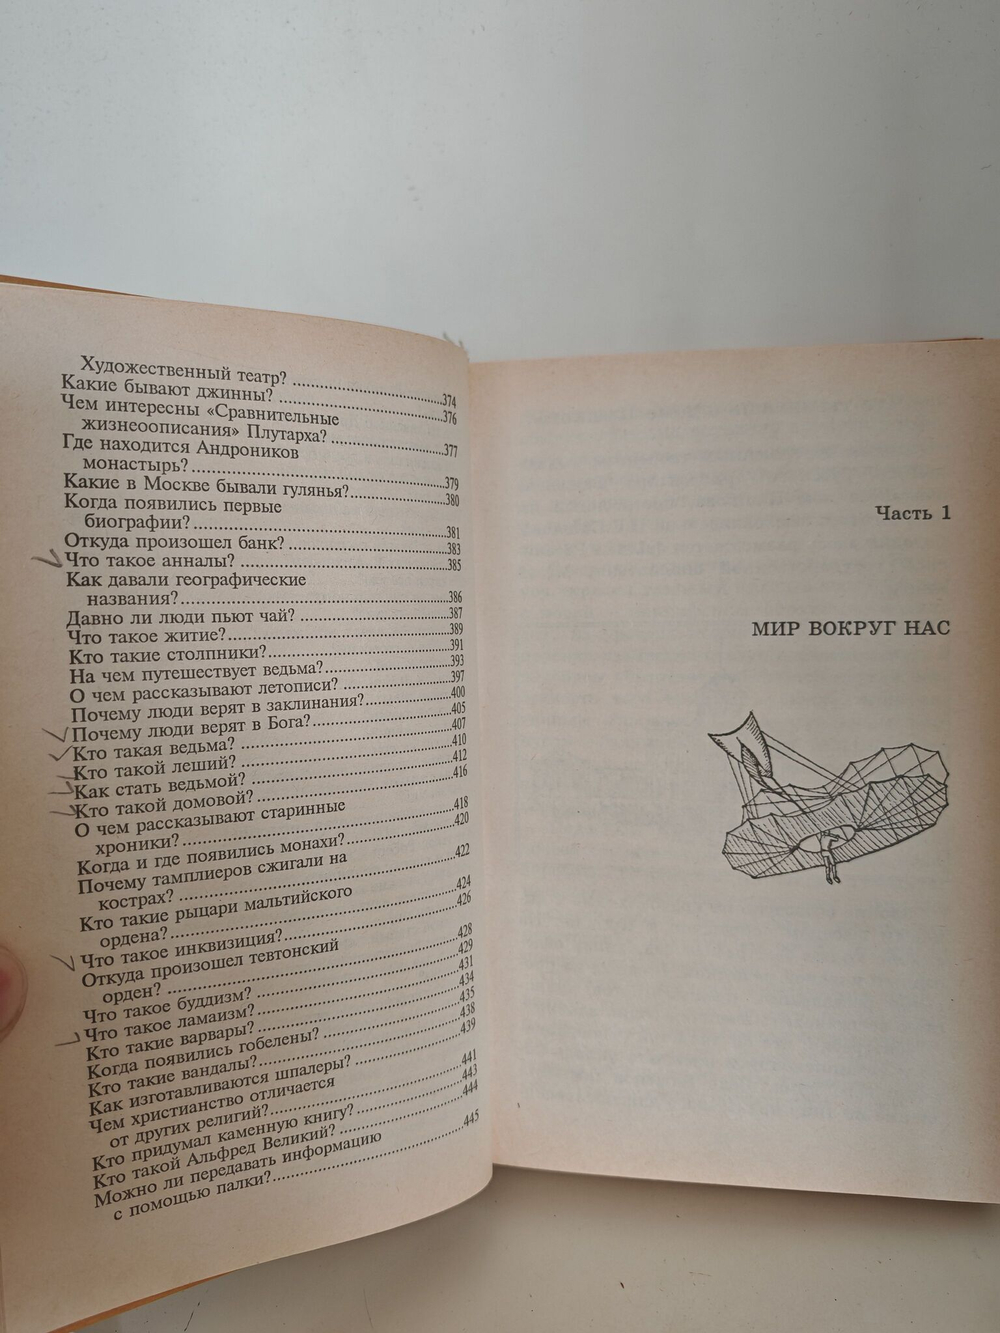 Художественный театр? ........374
Какие бывают джинны? ........376
Чем интересны «Сравнительные
жизнеописания» Плутарха? ........377
Где находится Андроников
монастырь? ........379
Какие в Москве бывали гулянья? ........380
Когда появились первые
биографии? ........381
Откуда произошел банк? ........383
Что такое анналы? ........385
Как давали географические
названия? ........386
Давно ли люди пьют чай? ........387
Что такое житие? ........389
Кто такие столпники? ........391
На чем путешествует ведьма? ........393
О чем рассказывают летописи? ........397
Почему люди верят в заклинания? ........400
Почему люди верят в Бога? ........405
Кто такая ведьма? ........407
Кто такой леший? ........410
Как стать ведьмой? ........412
Кто такой домовой? ........416
О чем рассказывают старинные
хроники? ........418
Когда и где появились монахи? ........420
Почему тамплиеров сжигали на
кострах? ........422
Кто такие рыцари мальтийского
ордена? ........424
Что такое инквизиция? ........426
Откуда произошел тевтонский
орден? ........428
Что такое буддизм? ........429
Что такое ламаизм? ........431
Кто такие варвары? ........434
Когда появились гобелены? ........435
Кто такие вандалы? ........438
Как изготавливаются шпалеры? ........439
Чем христианство отличается
от других религий? ........441
Кто придумал каменную книгу? ........443
Кто такой Альфред Великий? ........444
Можно ли передавать информацию
с помощью палки? ........445
Часть 1
МИР ВОКРУГ НАС